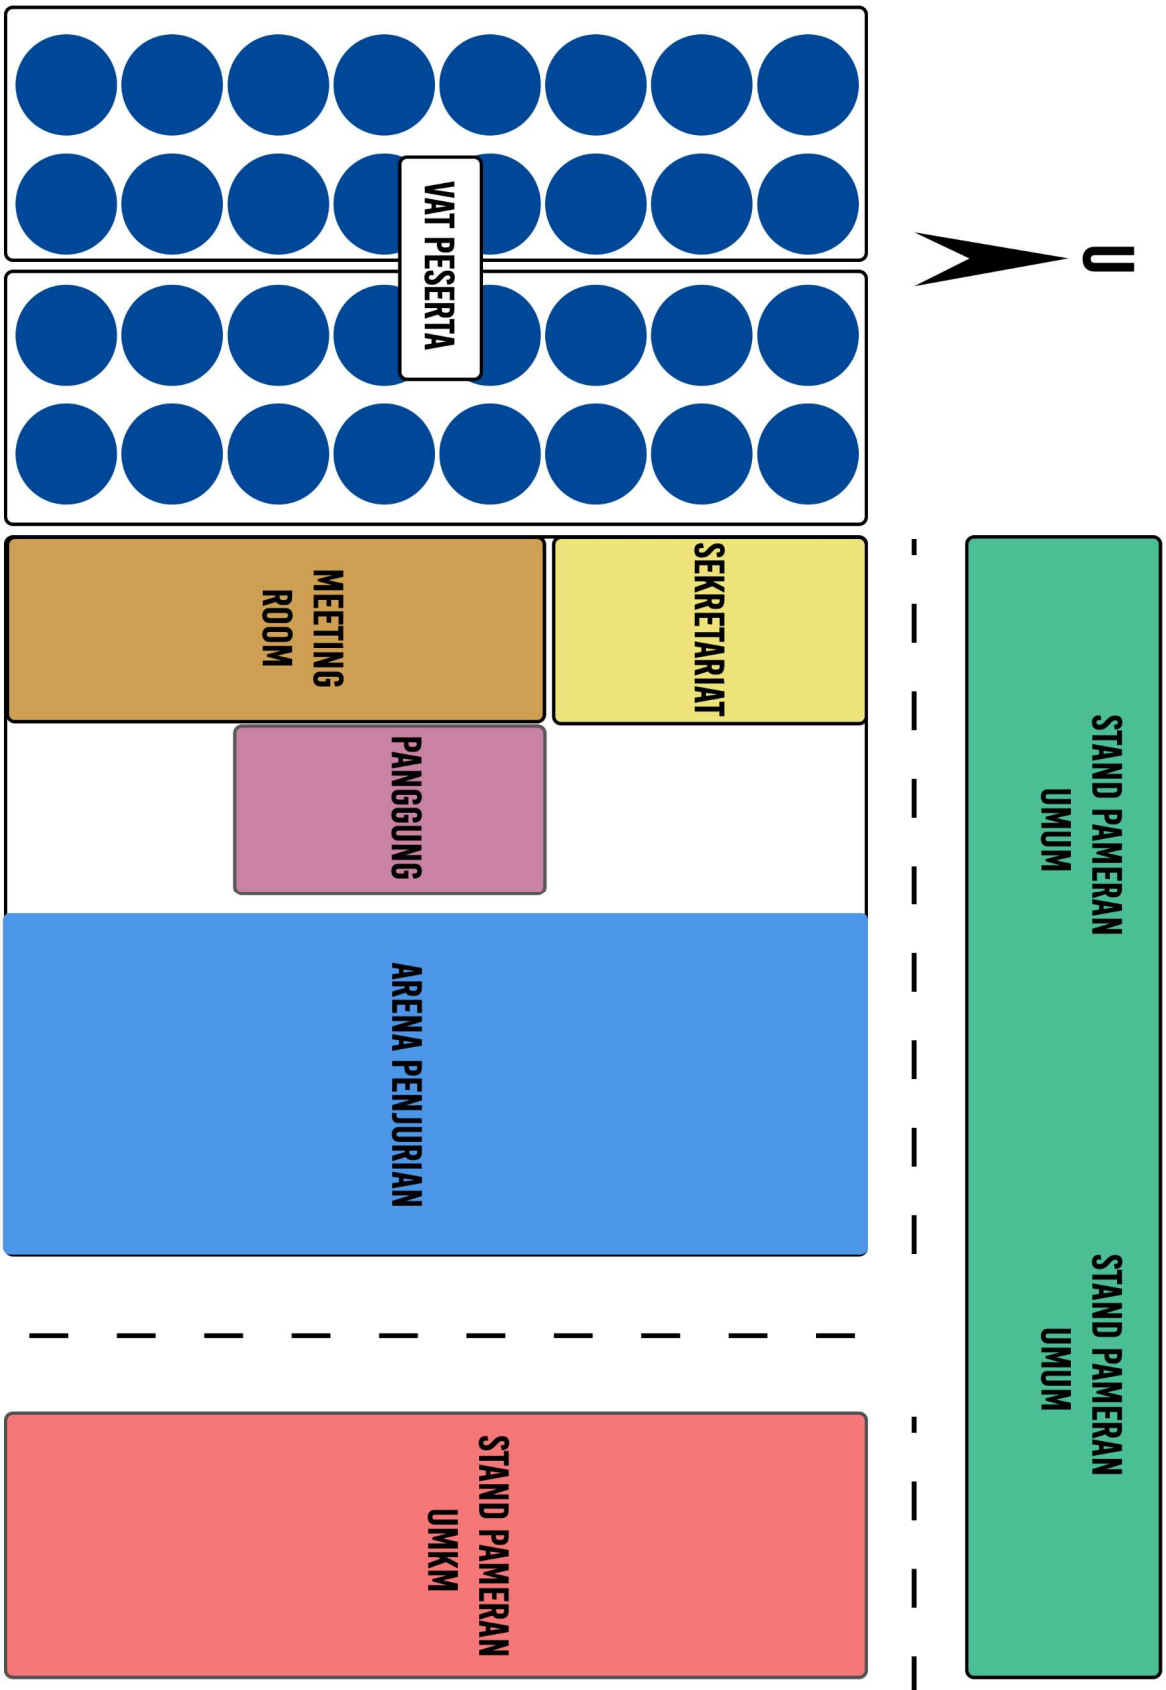 U
VAT PESERTA
SEKRETARIAT
MEETING
ROOM
PANGGUNG
ARENA PENJURIAN
STAND PAMERAN
UMUM
STAND PAMERAN
UMUM
STAND PAMERAN
UMKM